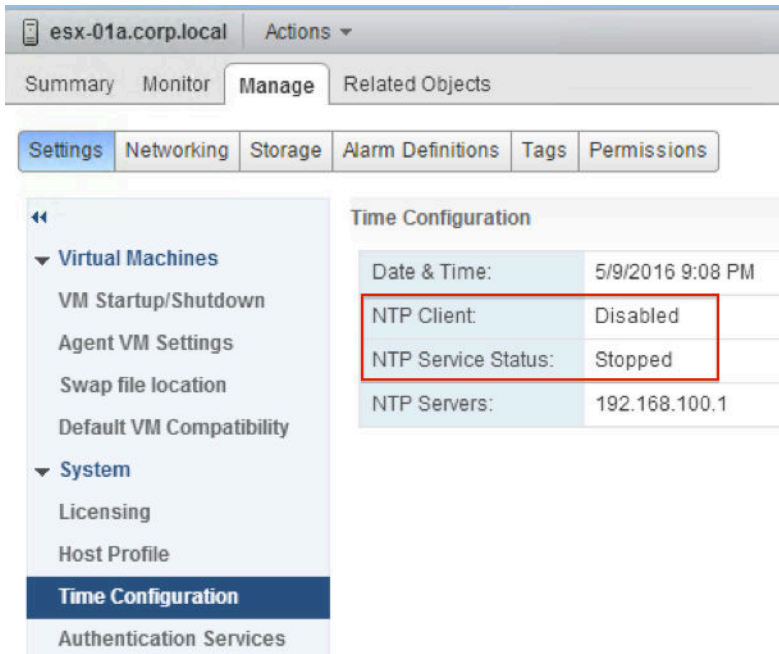 esx-01a.corp.local Actions
Summary Monitor Manage Related Objects
Settings Networking Storage Alarm Definitions Tags Permissions
Time Configuration
Virtual Machines
Date & Time: 5/9/2016 9:08 PM
VM Startup/Shutdown
NTP Client: Disabled
Agent VM Settings
NTP Service Status: Stopped
Swap file location
NTP Servers: 192.168.100.1
Default VM Compatibility
System
Licensing
Host Profile
Time Configuration
Authentication Services